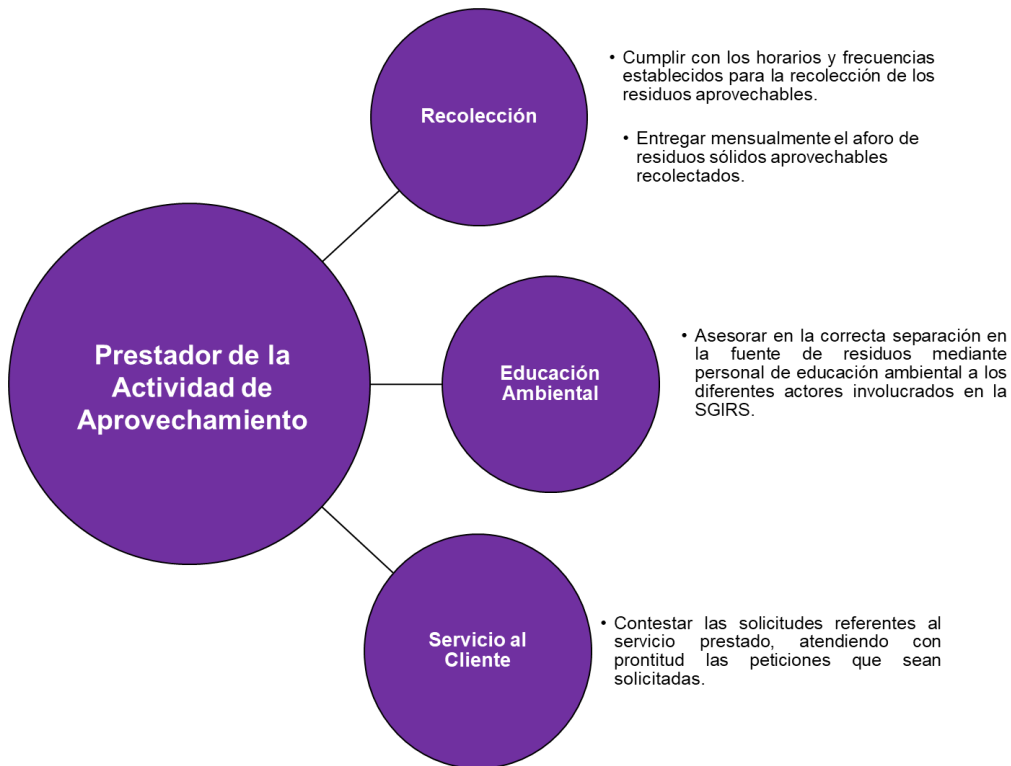 Recolección
• Cumplir con los horarios y frecuencias
establecidos para la recolección de los
residuos aprovechables.
• Entregar mensualmente el aforo de
residuos sólidos aprovechables
recolectados.
Prestador de la
Actividad de
Aprovechamiento
Educación
Ambiental
• Asesorar en la correcta separación en
la fuente de residuos mediante
personal de educación ambiental a los
diferentes actores involucrados en la
SGIRS.
Servicio al
Cliente
• Contestar las solicitudes referentes al
servicio prestado, atendiendo con
prontitud las peticiones que sean
solicitadas.